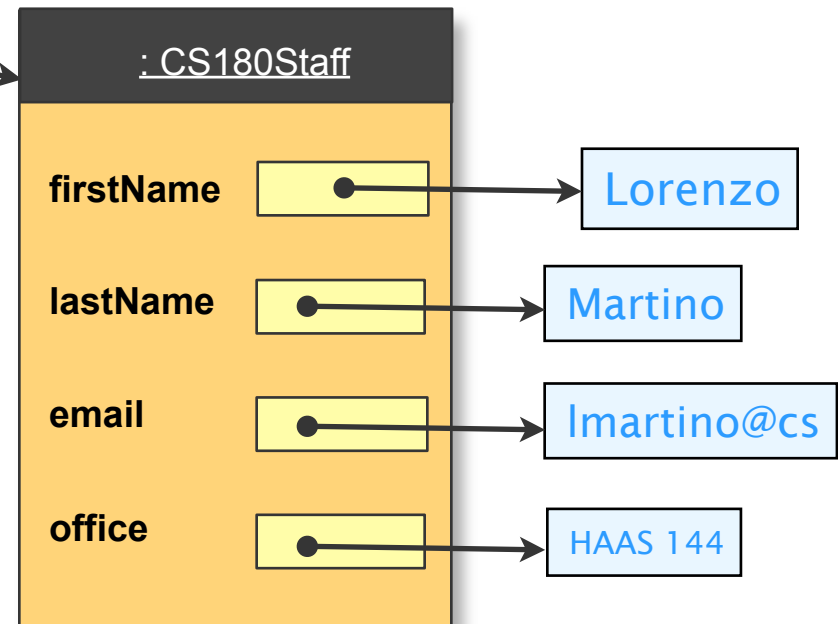 : CS180Staff
firstName
Lorenzo
lastName
Martino
email
lmartino@cs
office
HAAS 144